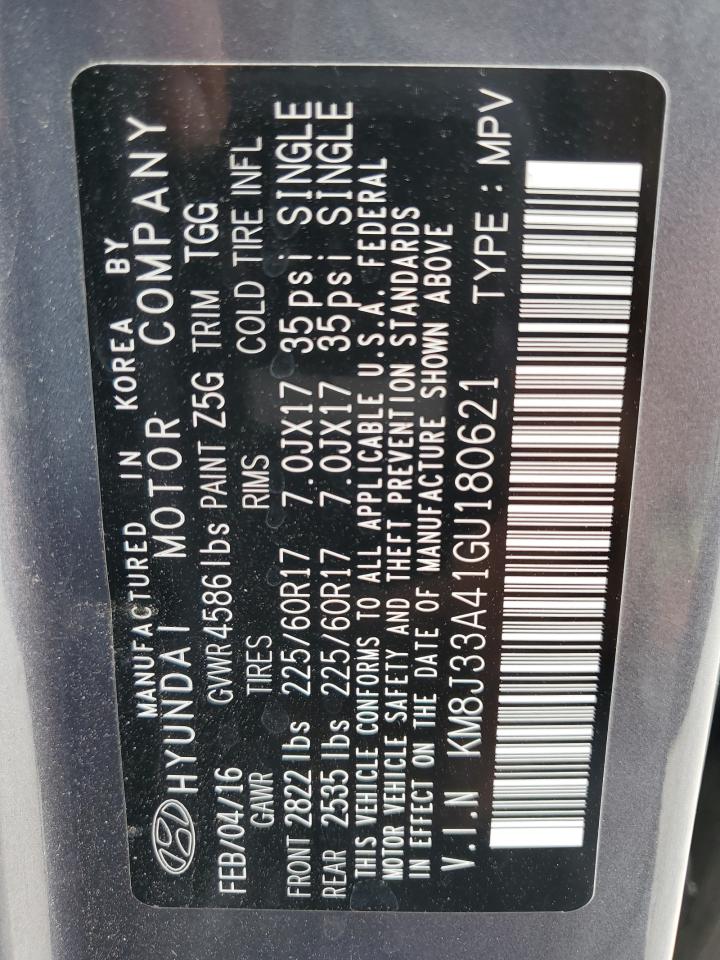 MANUFACTURED IN KOREA BY
HYUNDAI MOTOR COMPANY
FEB/04/16 GVWR 4586 lbs PAINT Z5G TRIM TGG
GAWR TIRES RIMS COLD TIRE INFL
FRONT 2822 lbs 225/60R17 7.0JX17 35psi SINGLE
REAR 2535 lbs 225/60R17 7.0JX17 35psi SINGLE
THIS VEHICLE CONFORMS TO ALL APPLICABLE U.S.A. FEDERAL
MOTOR VEHICLE SAFETY AND THEFT PREVENTION STANDARDS
IN EFFECT ON THE DATE OF MANUFACTURE SHOWN ABOVE
V.I.N KM8J33A41GU180621 TYPE : MPV